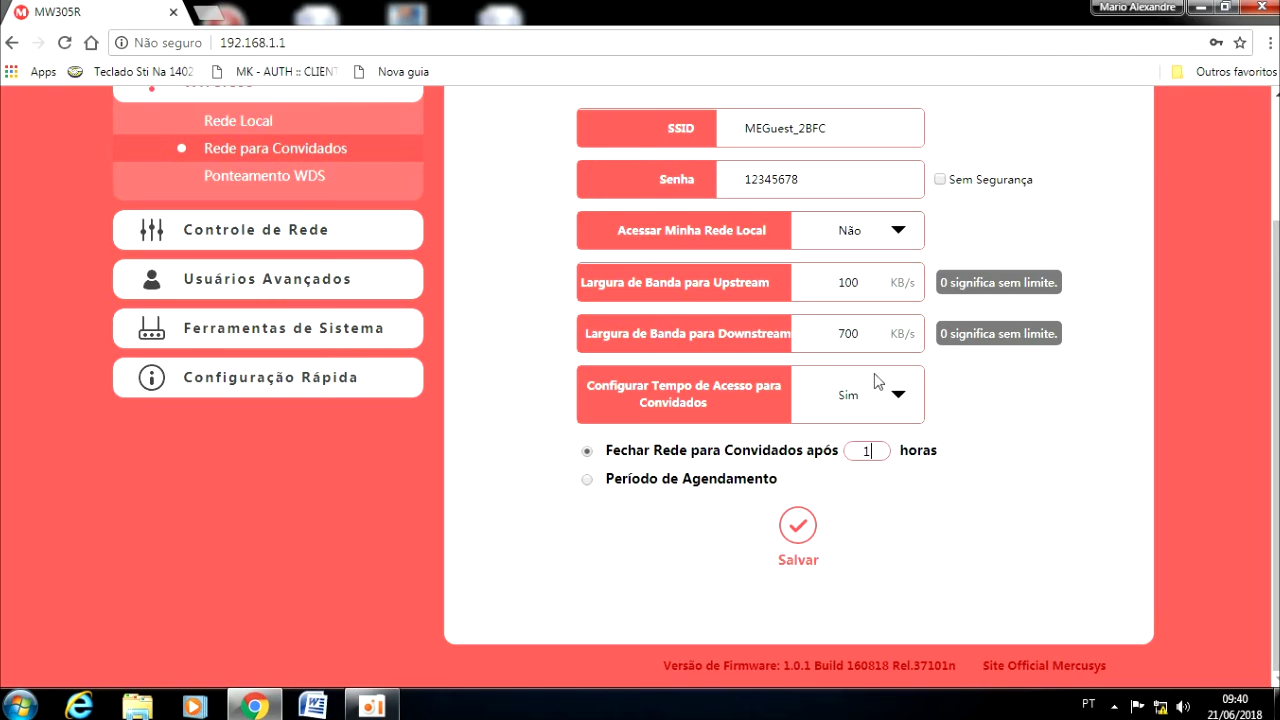 MW305R
Mario Alexandre
Não seguro
192.168.1.1
Apps
Teclado Sti Na 1402
MK - AUTH :: CLIENT
Nova guia
Outros favoritos
Rede Local
Rede para Convidados
Ponteamento WDS
Controle de Rede
Usuários Avançados
Ferramentas de Sistema
Configuração Rápida
SSID MEGuest_2BFC
Senha 12345678 Sem Segurança
Acessar Minha Rede Local Não
Largura de Banda para Upstream 100 KB/s 0 significa sem limite.
Largura de Banda para Downstream 700 KB/s 0 significa sem limite.
Configurar Tempo de Acesso para
Convidados
Sim
Fechar Rede para Convidados após 1 horas
Período de Agendamento
Salvar
Versão de Firmware: 1.0.1 Build 160818 Rel.37101n
Site Official Mercusys
PT
09:40
21/06/2018